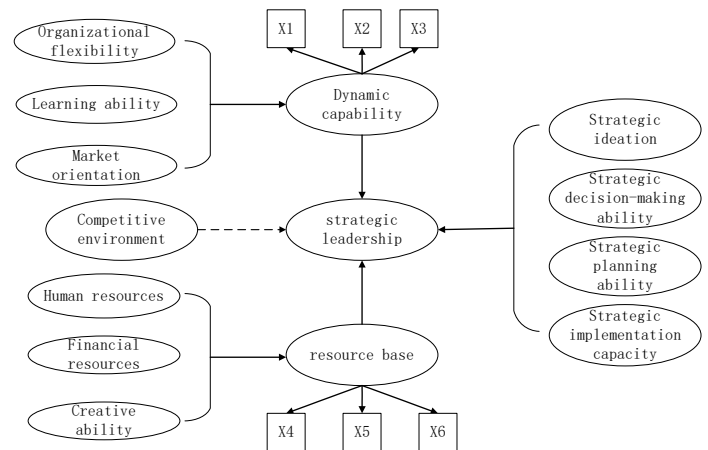 Organizational
flexibility
Learning ability
Market
orientation
Competitive
environment
Human resources
Financial
resources
Creative
ability
X1
X2
X3
Dynamic
capability
strategic
leadership
resource base
X4
X5
X6
Strategic
ideation
Strategic
decision-making
ability
Strategic
planning
ability
Strategic
implementation
capacity